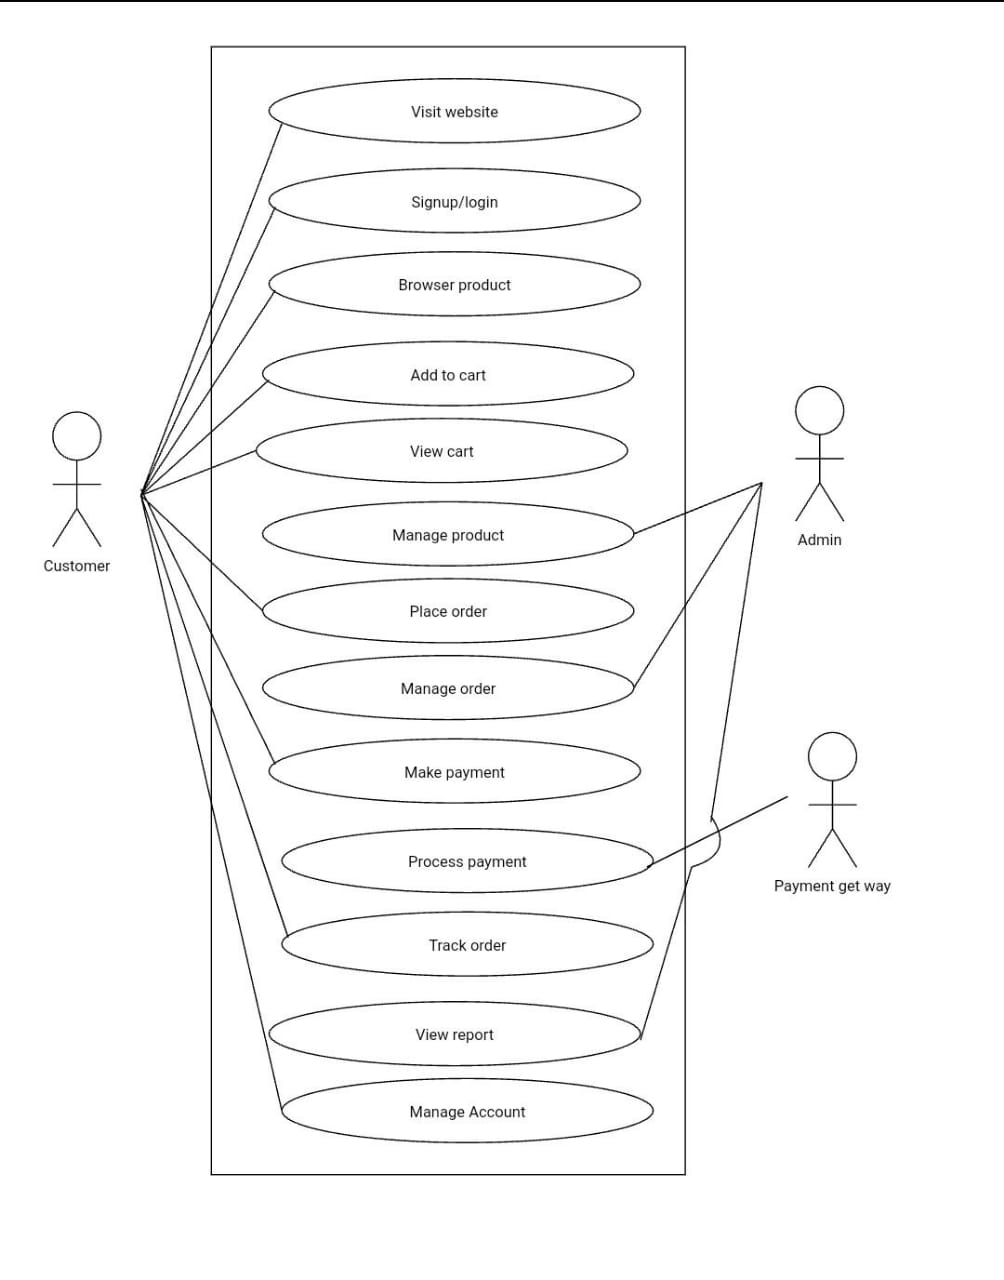 Visit website
Signup/login
Browser product
Add to cart
View cart
Manage product
Place order
Manage order
Make payment
Process payment
Track order
View report
Manage Account
Customer
Admin
Payment get way